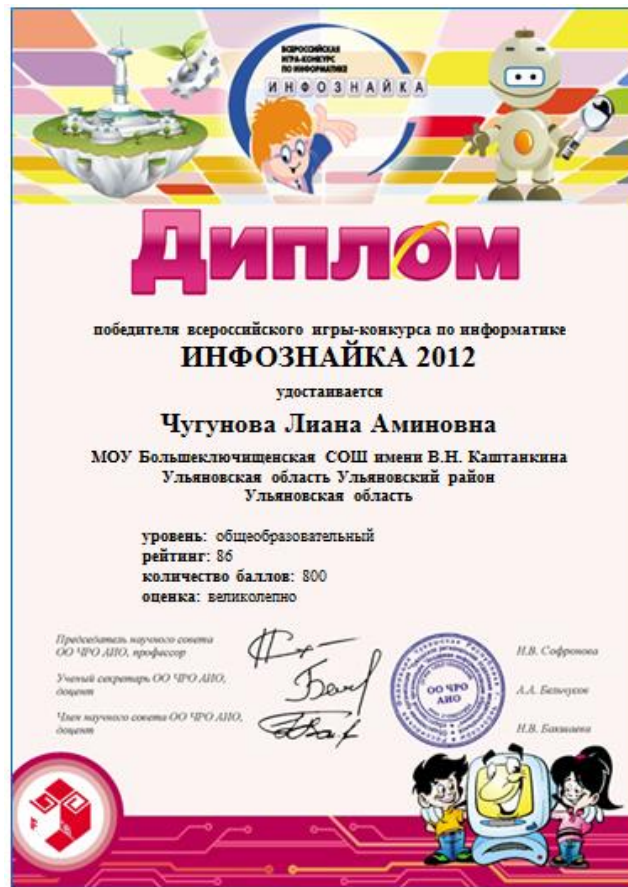 ВСЕРОССИЙСКАЯ
ИГРА-КОНКУРС
ПО ИНФОРМАТИКЕ
ИНФОЗНАЙКА
Диплом
победителя всероссийского игры-конкурса по информатике
ИНФОЗНАЙКА 2012
удостаивается
Чугунова Лиана Аминовна
МОУ Большеключищенская СОШ имени В.Н. Каштанкина
Ульяновская область Ульяновский район
Ульяновская область
уровень: общеобразовательный
рейтинг: 86
количество баллов: 800
оценка: великолепно
Председатель научного совета
ОО ЧРО АИО, профессор
Н.В. Софронова
Ученый секретарь ОО ЧРО АИО,
доцент
А.А. Бельчусов
Член научного совета ОО ЧРО АИО,
доцент
Н.В. Бакшаева
ОО ЧРО
АИО